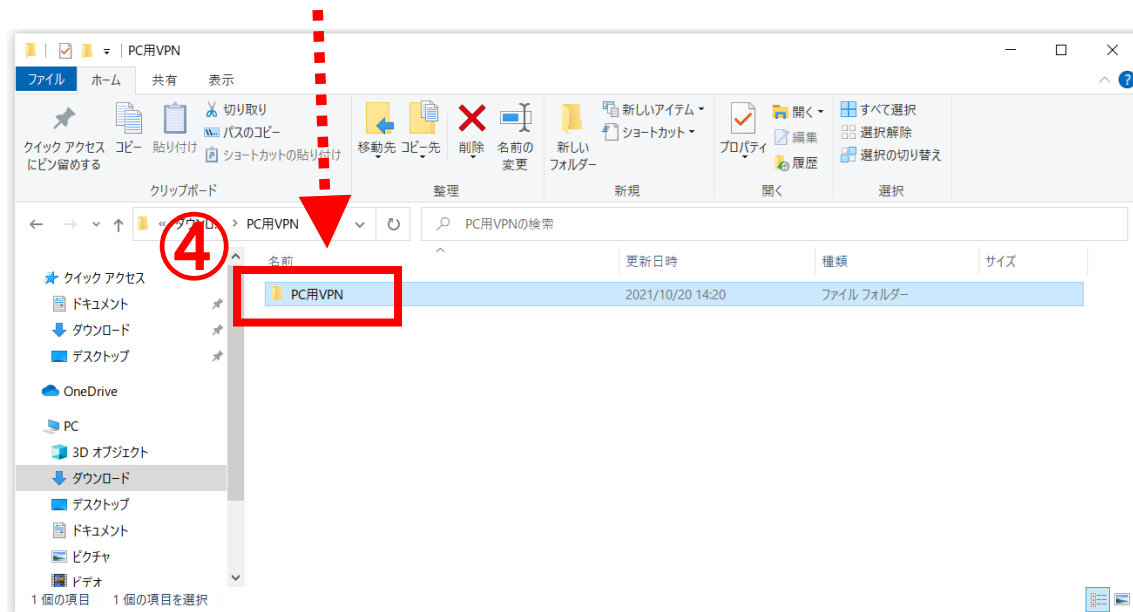 PC用VPN
ファイル ホーム 共有 表示
クイック アクセス
にピン留めする
コピー
貼り付け
切り取り
パスのコピー
ショートカットの貼り付け
クリップボード
移動先
コピー先
削除
名前の
変更
整理
新しい
フォルダー
新しいアイテム
ショートカット
新規
プロパティ
開く
編集
履歴
開く
すべて選択
選択解除
選択の切り替え
選択
« ダウンロ... > PC用VPN
PC用VPNの検索
④
名前 更新日時 種類 サイズ
PC用VPN 2021/10/20 14:20 ファイル フォルダー
クイック アクセス
ドキュメント
ダウンロード
デスクトップ
OneDrive
PC
3D オブジェクト
ダウンロード
デスクトップ
ドキュメント
ピクチャ
ビデオ
1 個の項目 1 個の項目を選択